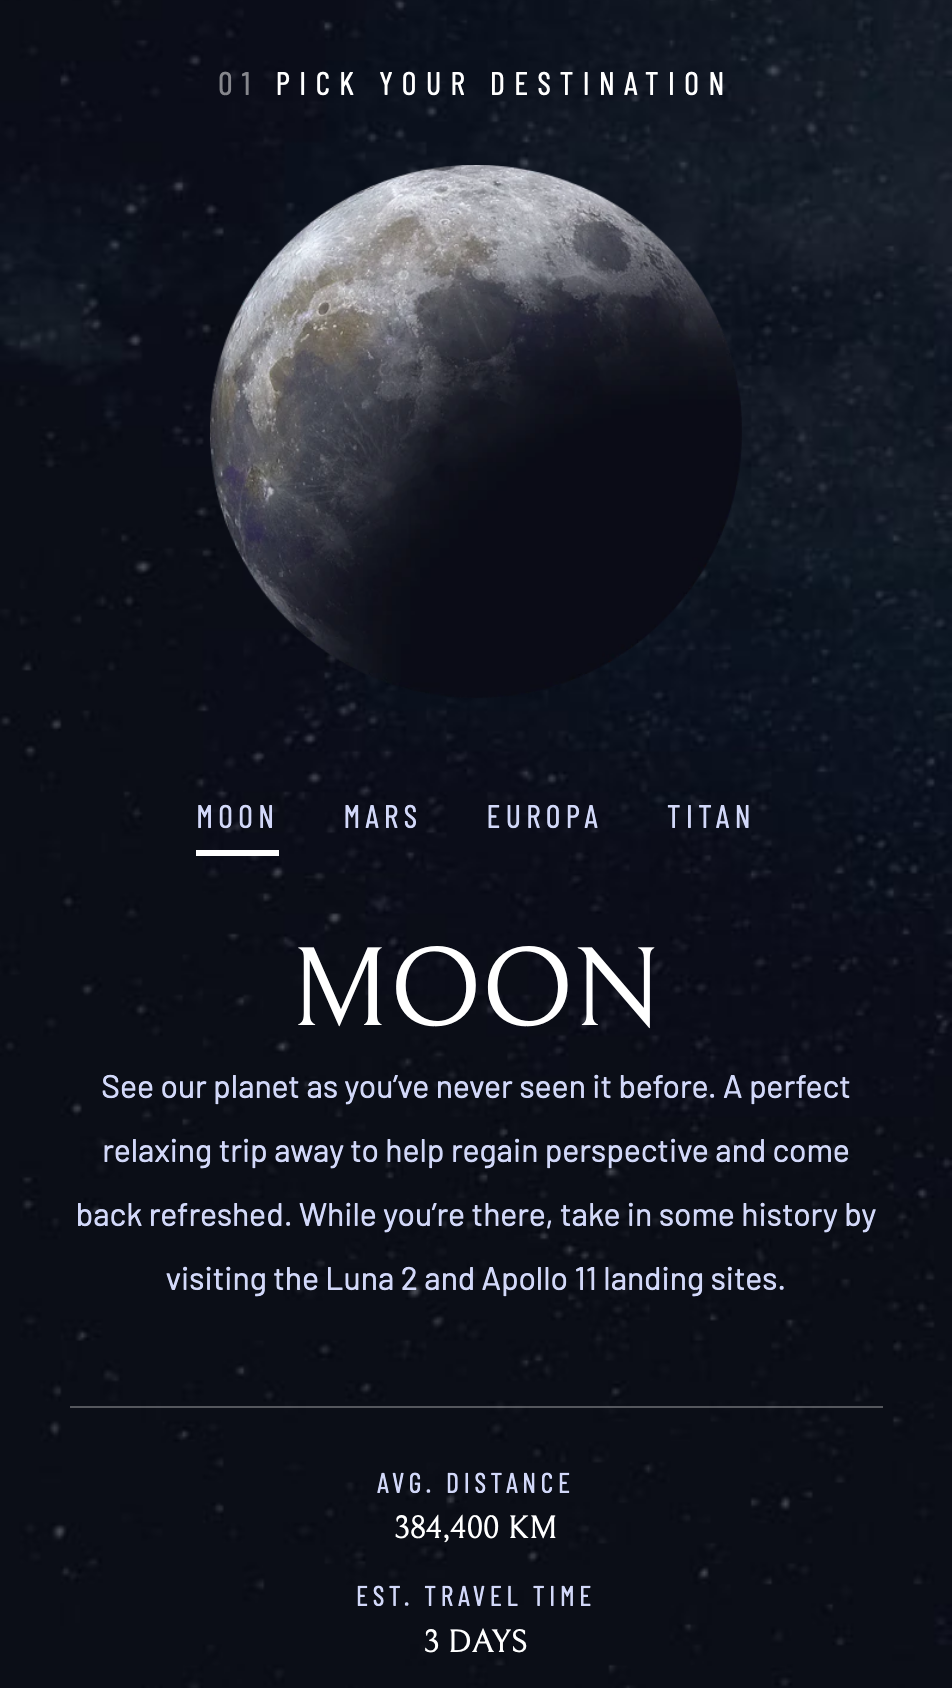 01 PICK YOUR DESTINATION
MOON MARS EUROPA TITAN
MOON
See our planet as you’ve never seen it before. A perfect
relaxing trip away to help regain perspective and come
back refreshed. While you’re there, take in some history by
visiting the Luna 2 and Apollo 11 landing sites.
AVG. DISTANCE
384,400 KM
EST. TRAVEL TIME
3 DAYS